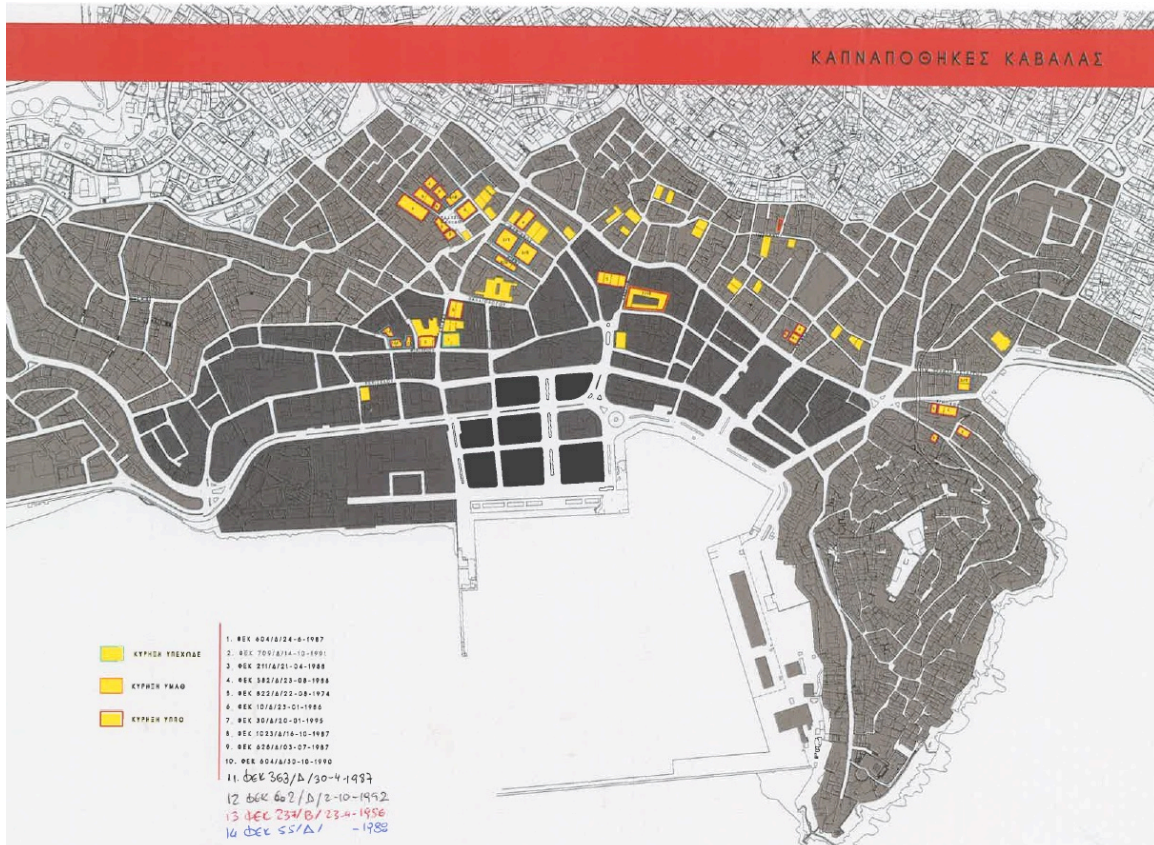 ΚΑΠΝΑΠΟΘΗΚΕΣ ΚΑΒΑΛΑΣ
ΚΥΡΗΞΗ ΥΠΕΧΩΔΕ
ΚΥΡΗΞΗ ΥΜΑΘ
ΚΥΡΗΞΗ ΥΠΠΟ
1. ΦΕΚ 604/Δ/24-6-1987
2. ΦΕΚ 709/Δ/14-10-1991
3. ΦΕΚ 211/Δ/21-04-1988
4. ΦΕΚ 382/Δ/23-08-1986
5. ΦΕΚ 822/Δ/22-08-1974
6. ΦΕΚ 10/Δ/23-01-1986
7. ΦΕΚ 30/Δ/20-01-1995
8. ΦΕΚ 1023/Δ/16-10-1987
9. ΦΕΚ 628/Δ/03-07-1987
10. ΦΕΚ 604/Δ/30-10-1990
11. ΦΕΚ 363/Δ/30-4-1987
12 ΦΕΚ 602/Δ/2-10-1992
13 ΦΕΚ 237/Β/23-4-1956
14 ΦΕΚ 55/Δ/ -1988